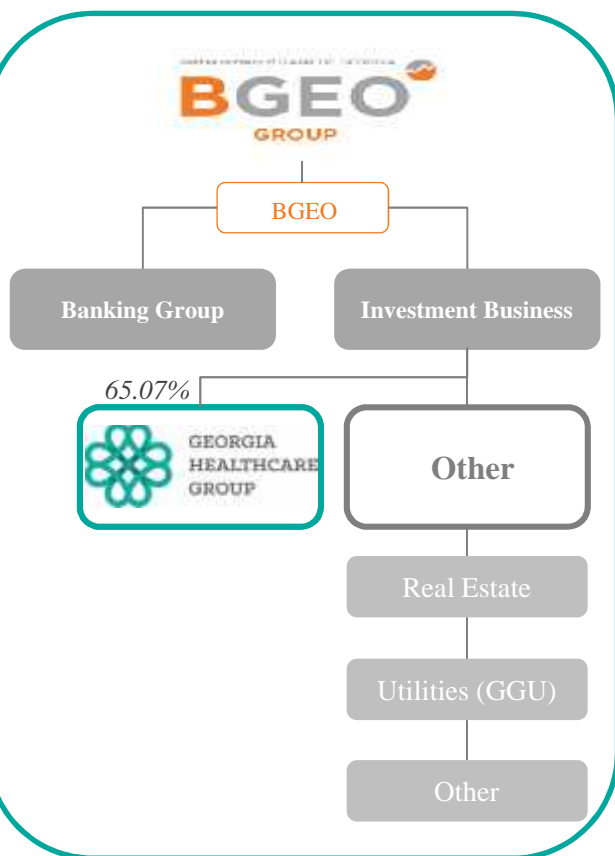 BGEO
GROUP
BGEO
Banking Group
Investment Business
65.07%
GEORGIA
HEALTHCARE
GROUP
Other
Real Estate
Utilities (GGU)
Other